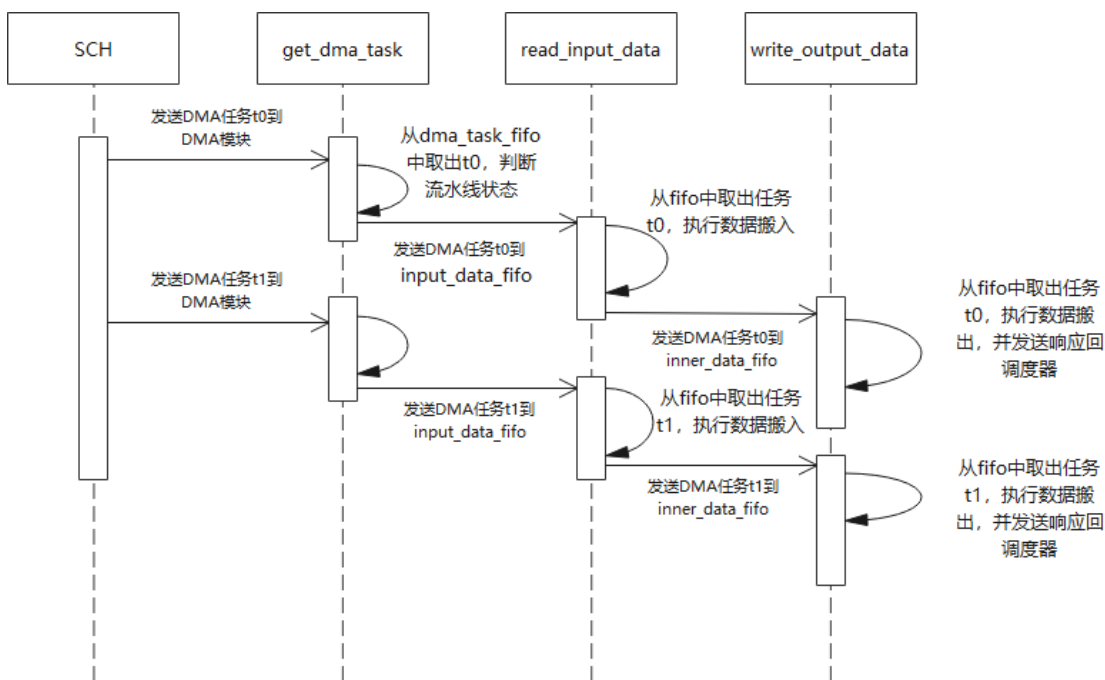 SCH
get_dma_task
read_input_data
write_output_data
发送DMA任务t0到
DMA模块
从dma_task_fifo
中取出t0，判断
流水线状态
从fifo中取出任务
t0，执行数据搬入
发送DMA任务t0到
input_data_fifo
发送DMA任务t1到
DMA模块
从fifo中取出任务
t0，执行数据搬
出，并发送响应回
调度器
发送DMA任务t0到
inner_data_fifo
从fifo中取出任务
t1，执行数据搬入
发送DMA任务t1到
input_data_fifo
从fifo中取出任务
t1，执行数据搬
出，并发送响应回
调度器
发送DMA任务t1到
inner_data_fifo